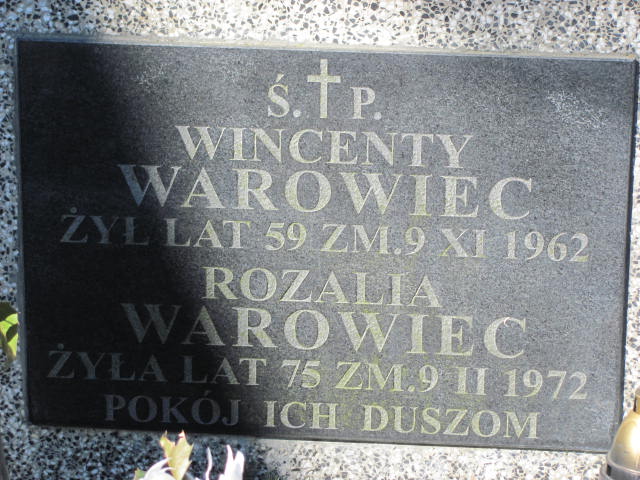 Ś. P.
WINCENTY
WAROWIEC
ŻYŁ LAT 59 ZM.9 XI 1962
ROZALIA
WAROWIEC
ŻYŁA LAT 75 ZM.9 II 1972
POKÓJ ICH DUSZOM